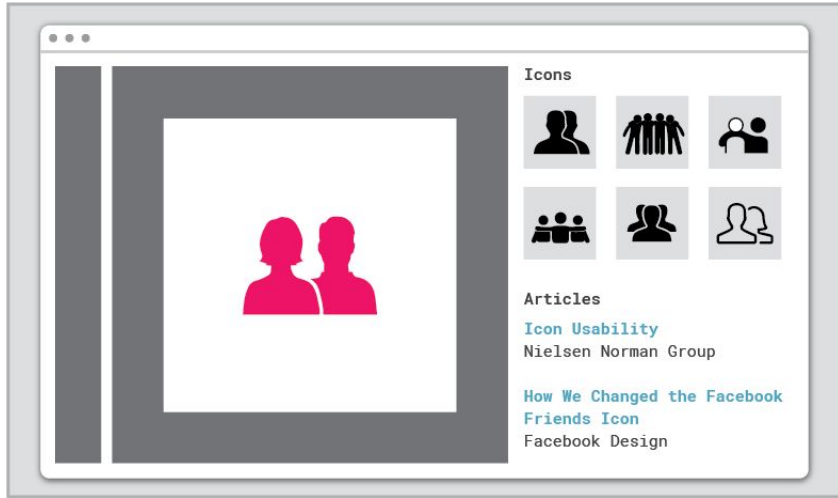 Icons
Articles
Icon Usability
Nielsen Norman Group
How We Changed the Facebook
Friends Icon
Facebook Design